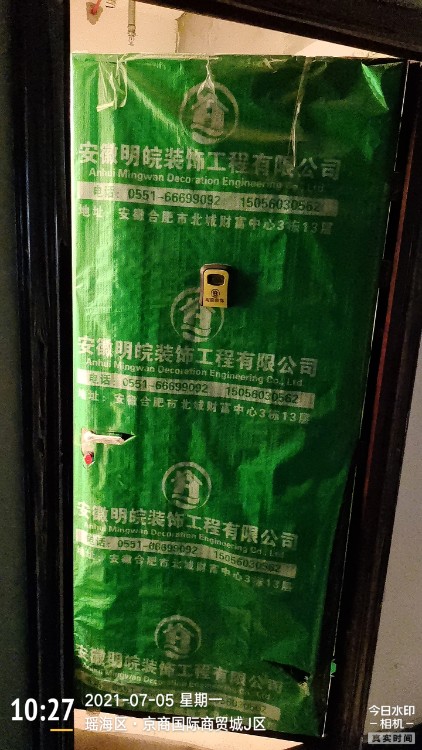 安徽明皖装饰工程有限公司
Anhui Mingwan Decoration Engineering Co., Ltd.
电话：0551-66699092 15056030562
地址：安徽合肥市北城财富中心3栋13层
安徽明皖装饰工程有限公司
Anhui Mingwan Decoration Engineering Co., Ltd.
电话：0551-66699092 15056030562
地址：安徽合肥市北城财富中心3栋13层
安徽明皖装饰工程有限公司
Anhui Mingwan Decoration Engineering Co., Ltd.
电话：0551-66699092 15056030562
地址：安徽合肥市北城财富中心3栋13层
安徽明皖装饰工程有限公司
10:27
2021-07-05 星期一
瑶海区·京商国际商贸城J区
今日水印
-相机-
真实时间